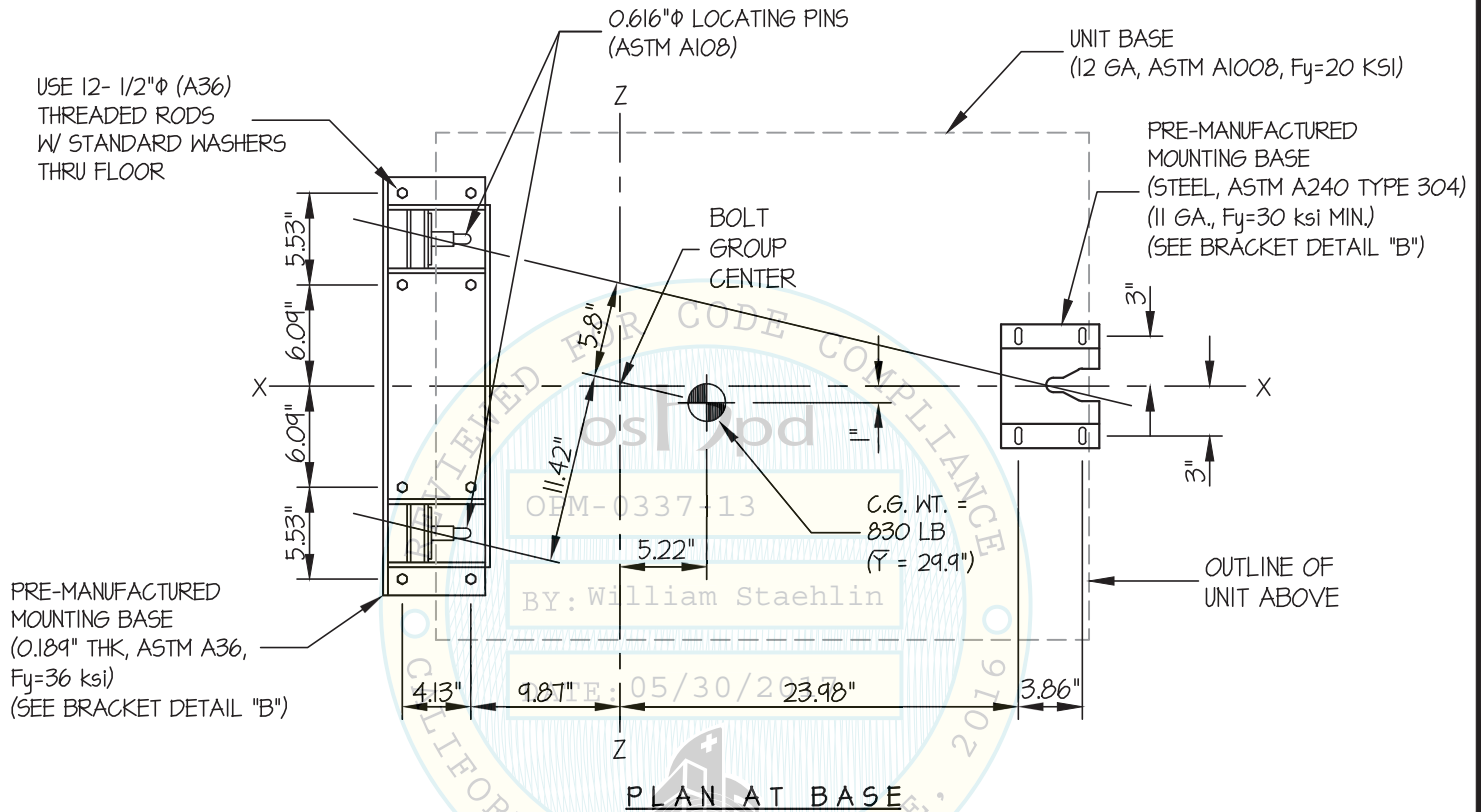 0.616"Φ LOCATING PINS
(ASTM A108)
UNIT BASE
(12 GA, ASTM A1008, Fy=20 KSI)
USE 12- 1/2"Φ (A36)
THREADED RODS
W/ STANDARD WASHERS
THRU FLOOR
Z
PRE-MANUFACTURED
MOUNTING BASE
(STEEL, ASTM A240 TYPE 304)
(11 GA., Fy=30 ksi MIN.)
(SEE BRACKET DETAIL "B")
BOLT
GROUP
CENTER
5.53"
6.09"
6.09"
5.53"
5.8"
11.42"
3"
3"
1"
X
X
C.G. WT. =
830 LB
(Y̅ = 29.9")
5.22"
OUTLINE OF
UNIT ABOVE
PRE-MANUFACTURED
MOUNTING BASE
(0.189" THK, ASTM A36,
Fy=36 ksi)
(SEE BRACKET DETAIL "B")
4.13"
9.87"
23.98"
3.86"
Z
PLAN AT BASE
REVIEWED FOR CODE COMPLIANCE
oshpd
OPM-0337-13
BY: William Staehlin
DATE: 05/30/2017
2016